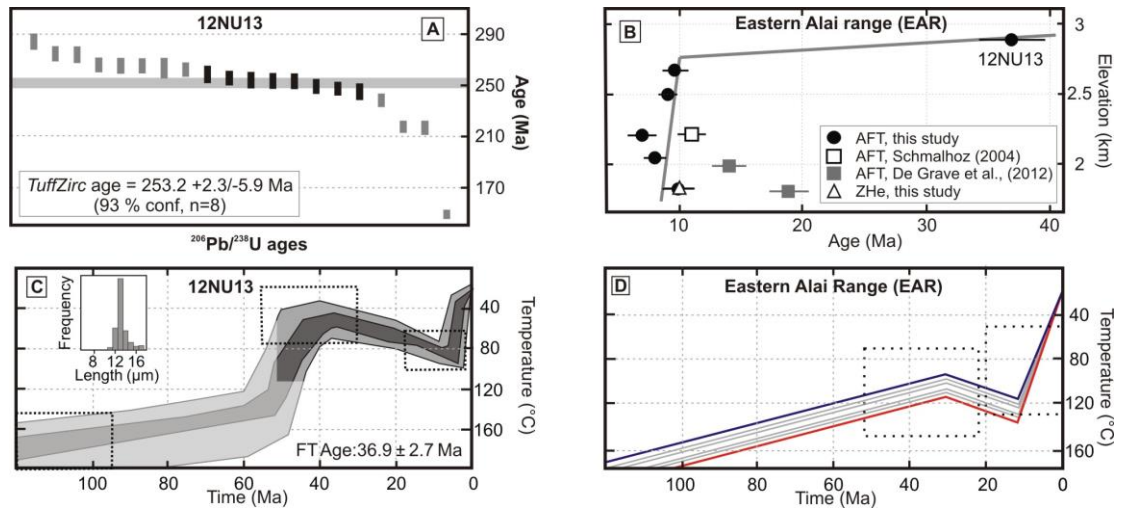 12NU13
A
290
250
210
170
Age (Ma)
TuffZirc age = 253.2 +2.3/-5.9 Ma
(93 % conf, n=8)
²⁰⁶Pb/²³⁸U ages
Eastern Alai range (EAR)
B
12NU13
3
2.5
2
Elevation (km)
AFT, this study
AFT, Schmalhoz (2004)
AFT, De Grave et al., (2012)
ZHe, this study
10 20 30 40
Age (Ma)
C
12NU13
Frequency
8 12 16
Length (µm)
40
80
120
160
Temperature (°C)
FT Age:36.9 ± 2.7 Ma
100 80 60 40 20 0
Time (Ma)
D
Eastern Alai Range (EAR)
40
80
120
160
Temperature (°C)
100 80 60 40 20 0
Time (Ma)